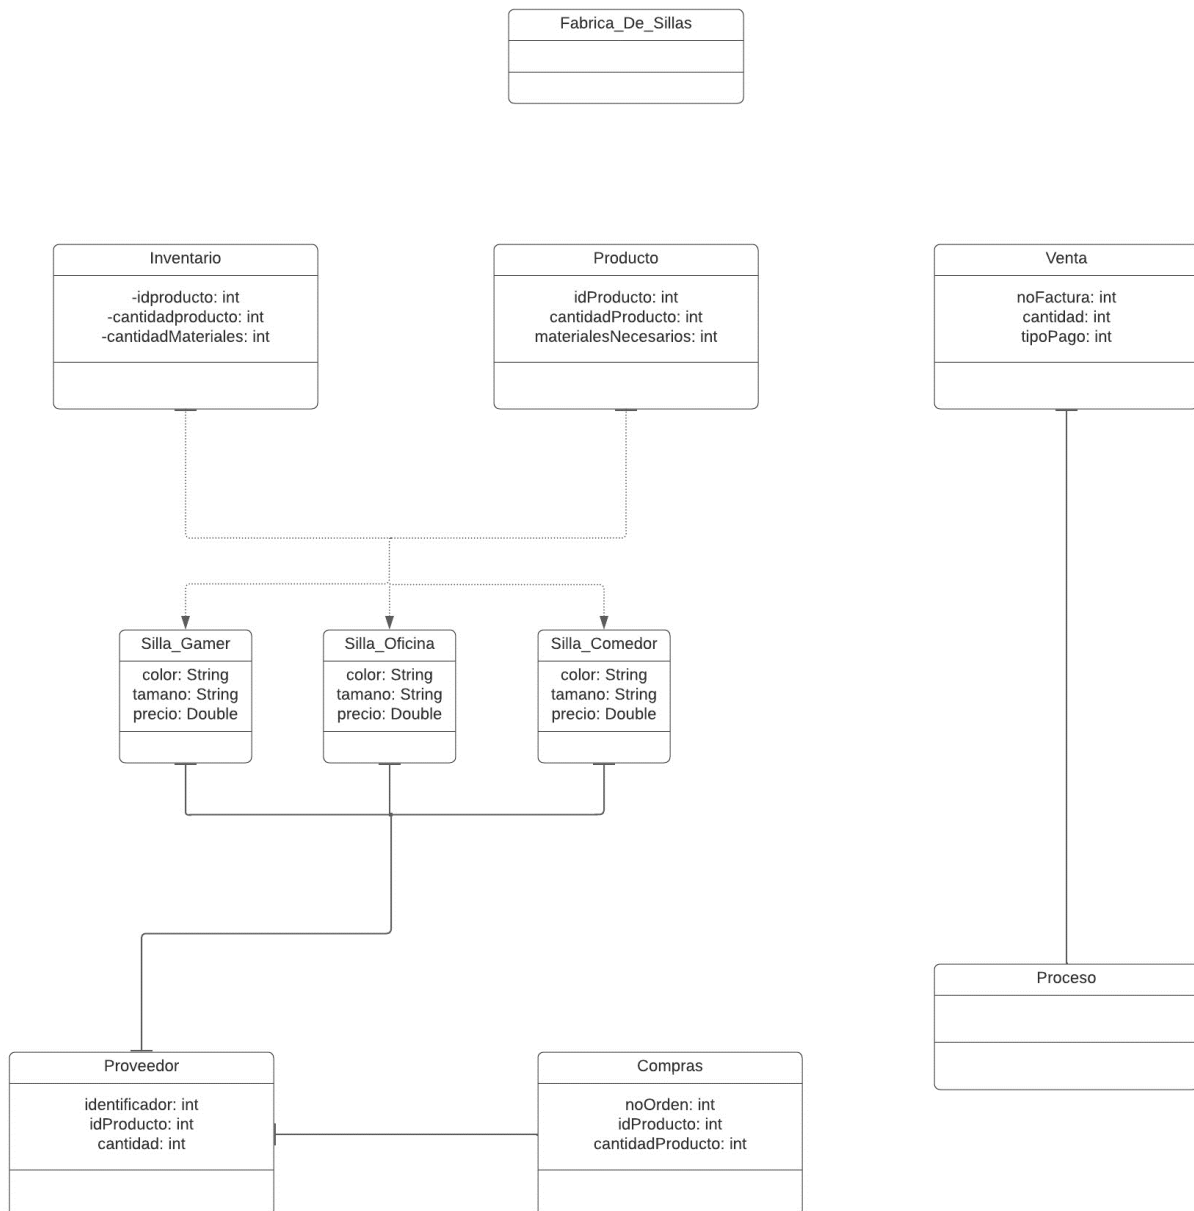 Fabrica_De_Sillas
Inventario
-idproducto: int
-cantidadproducto: int
-cantidadMateriales: int
Producto
idProducto: int
cantidadProducto: int
materialesNecesarios: int
Venta
noFactura: int
cantidad: int
tipoPago: int
Silla_Gamer
color: String
tamano: String
precio: Double
Silla_Oficina
color: String
tamano: String
precio: Double
Silla_Comedor
color: String
tamano: String
precio: Double
Proceso
Proveedor
identificador: int
idProducto: int
cantidad: int
Compras
noOrden: int
idProducto: int
cantidadProducto: int